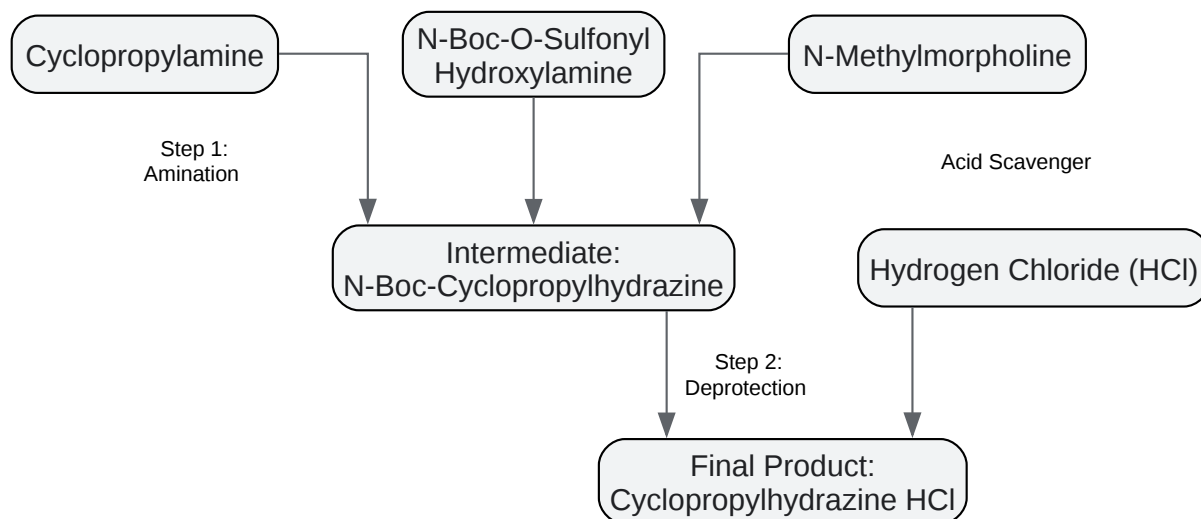 Cyclopropylamine
N-Boc-O-Sulfonyl
Hydroxylamine
N-Methylmorpholine
Step 1:
Amination
Acid Scavenger
Intermediate:
N-Boc-Cyclopropylhydrazine
Hydrogen Chloride (HCl)
Step 2:
Deprotection
Final Product:
Cyclopropylhydrazine HCl